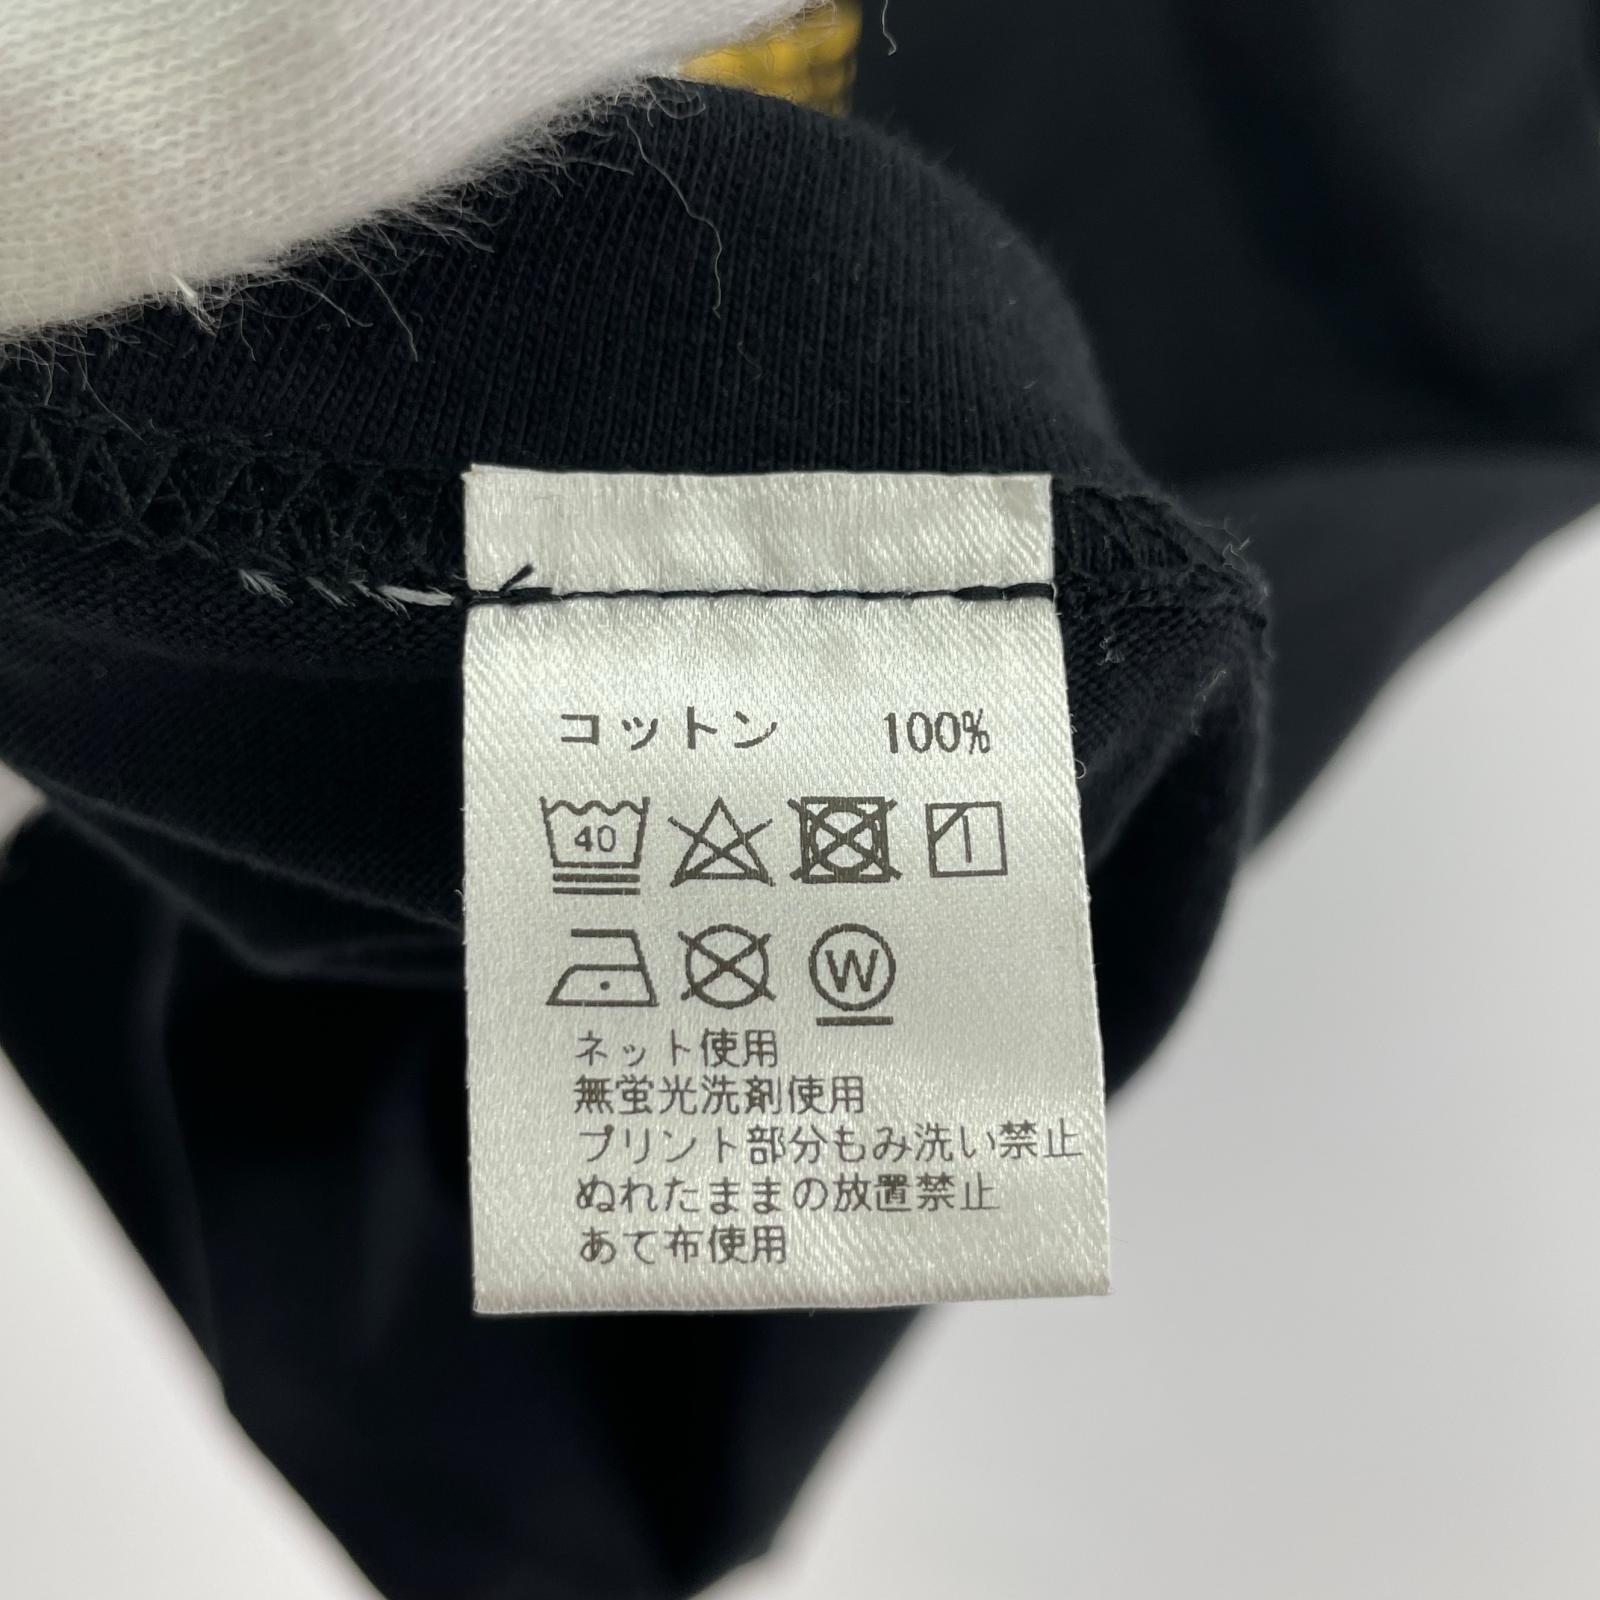 コットン 100%
40
W
ネット使用
無蛍光洗剤使用
プリント部分もみ洗い禁止
ぬれたままの放置禁止
あて布使用